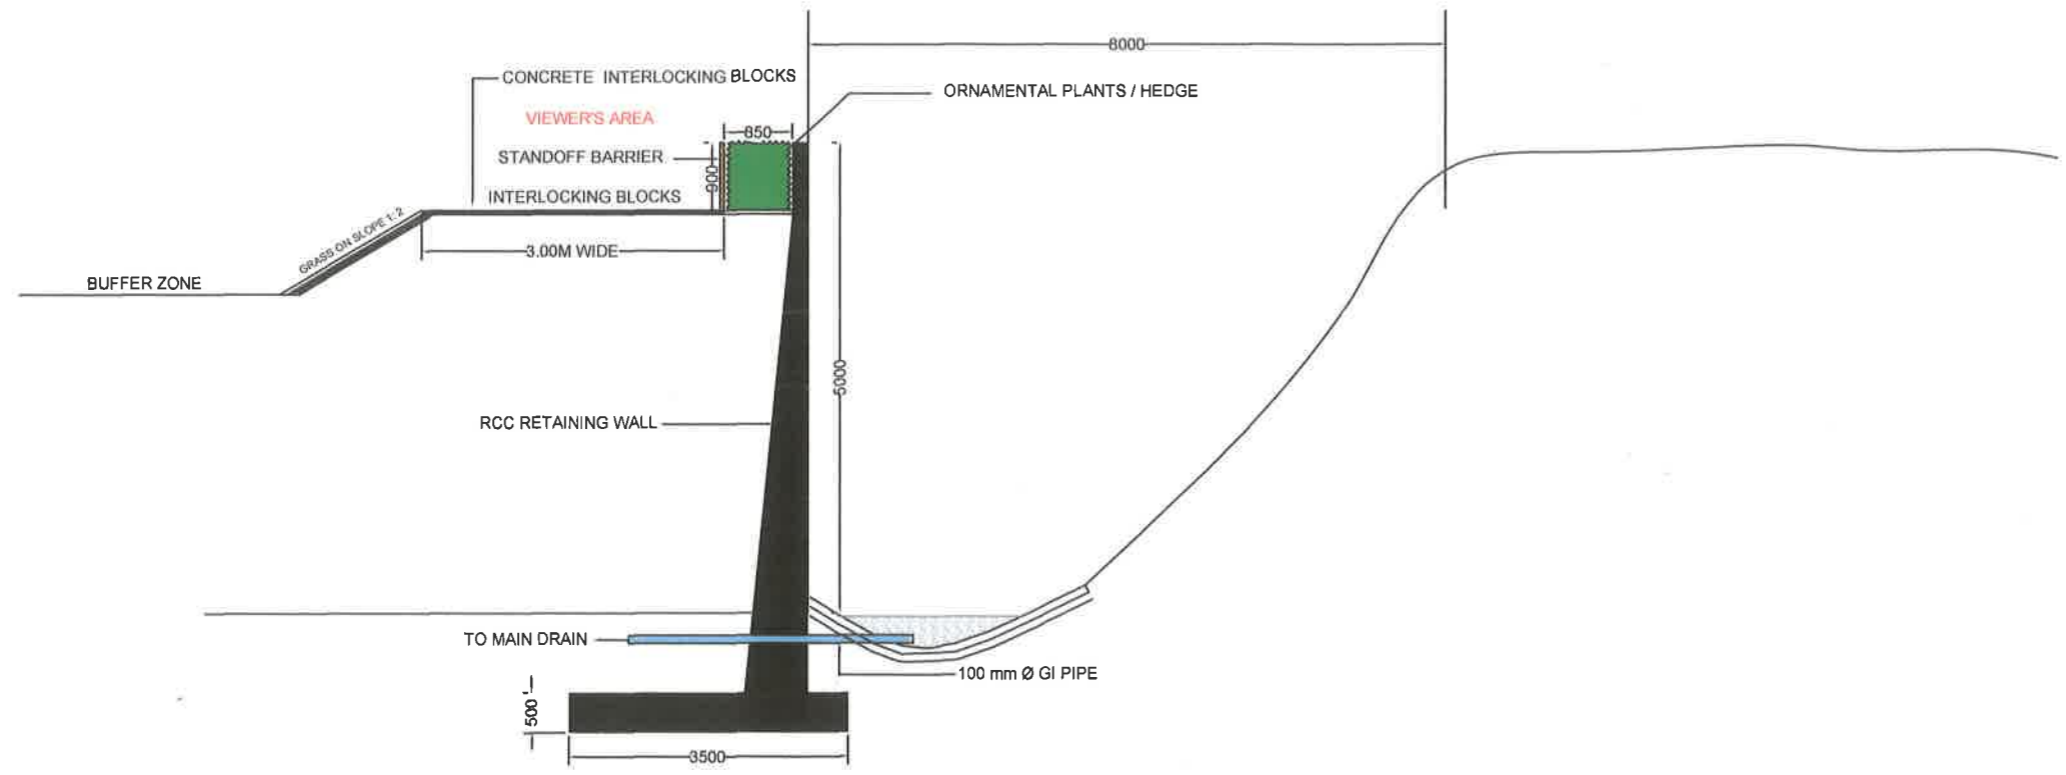 8000
CONCRETE INTERLOCKING BLOCKS
ORNAMENTAL PLANTS / HEDGE
VIEWER'S AREA
850
STANDOFF BARRIER
900
INTERLOCKING BLOCKS
GRASS ON SLOPE 1: 2
3.00M WIDE
BUFFER ZONE
5000
RCC RETAINING WALL
TO MAIN DRAIN
100 mm Ø GI PIPE
500
3500